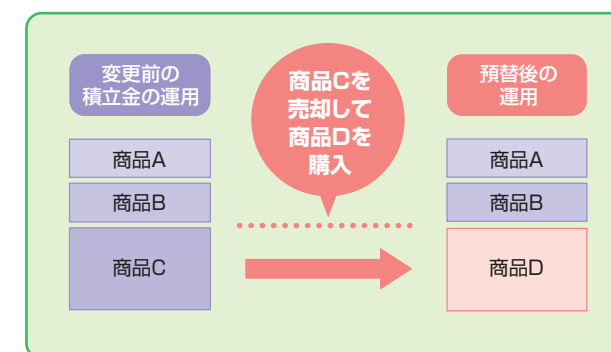 変更前の
積立金の運用
商品A
商品B
商品C
商品Cを
売却して
商品Dを
購入
預替後の
運用
商品A
商品B
商品D